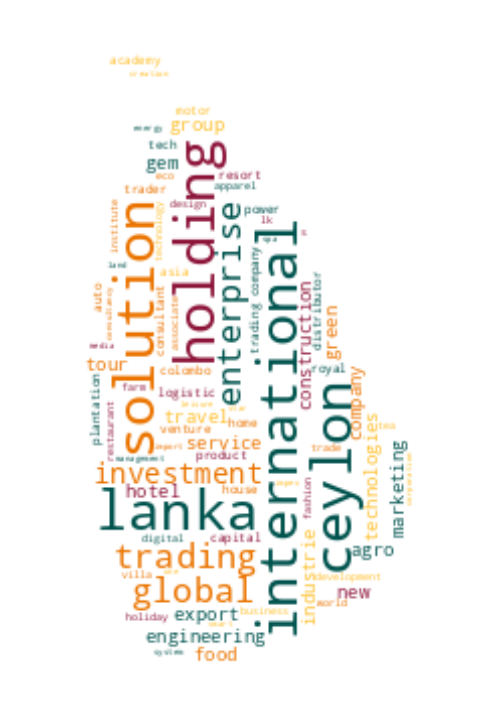 academy
creation
motor
energy
group
tech
gem
holding
eco
resort
trader
apparel
institute
solution
technology
design
enterprise
power
lk
spa
international
land
asia
trading company
distributor
auto
consultancy
consultant
associate
construction
green
media
tour
colombo
royal
farm
logistic
ceylon
company
plantation
restaurant
leisure
star
travel
home
venture
tea
technologies
marketing
corporation
import
service
trade
management
product
investment
hotel
house
impex
fashion
lanka
digital
capital
agro
trading
industrie
villa
development
global
new
world
holiday
export
business
smart
engineering
system
food